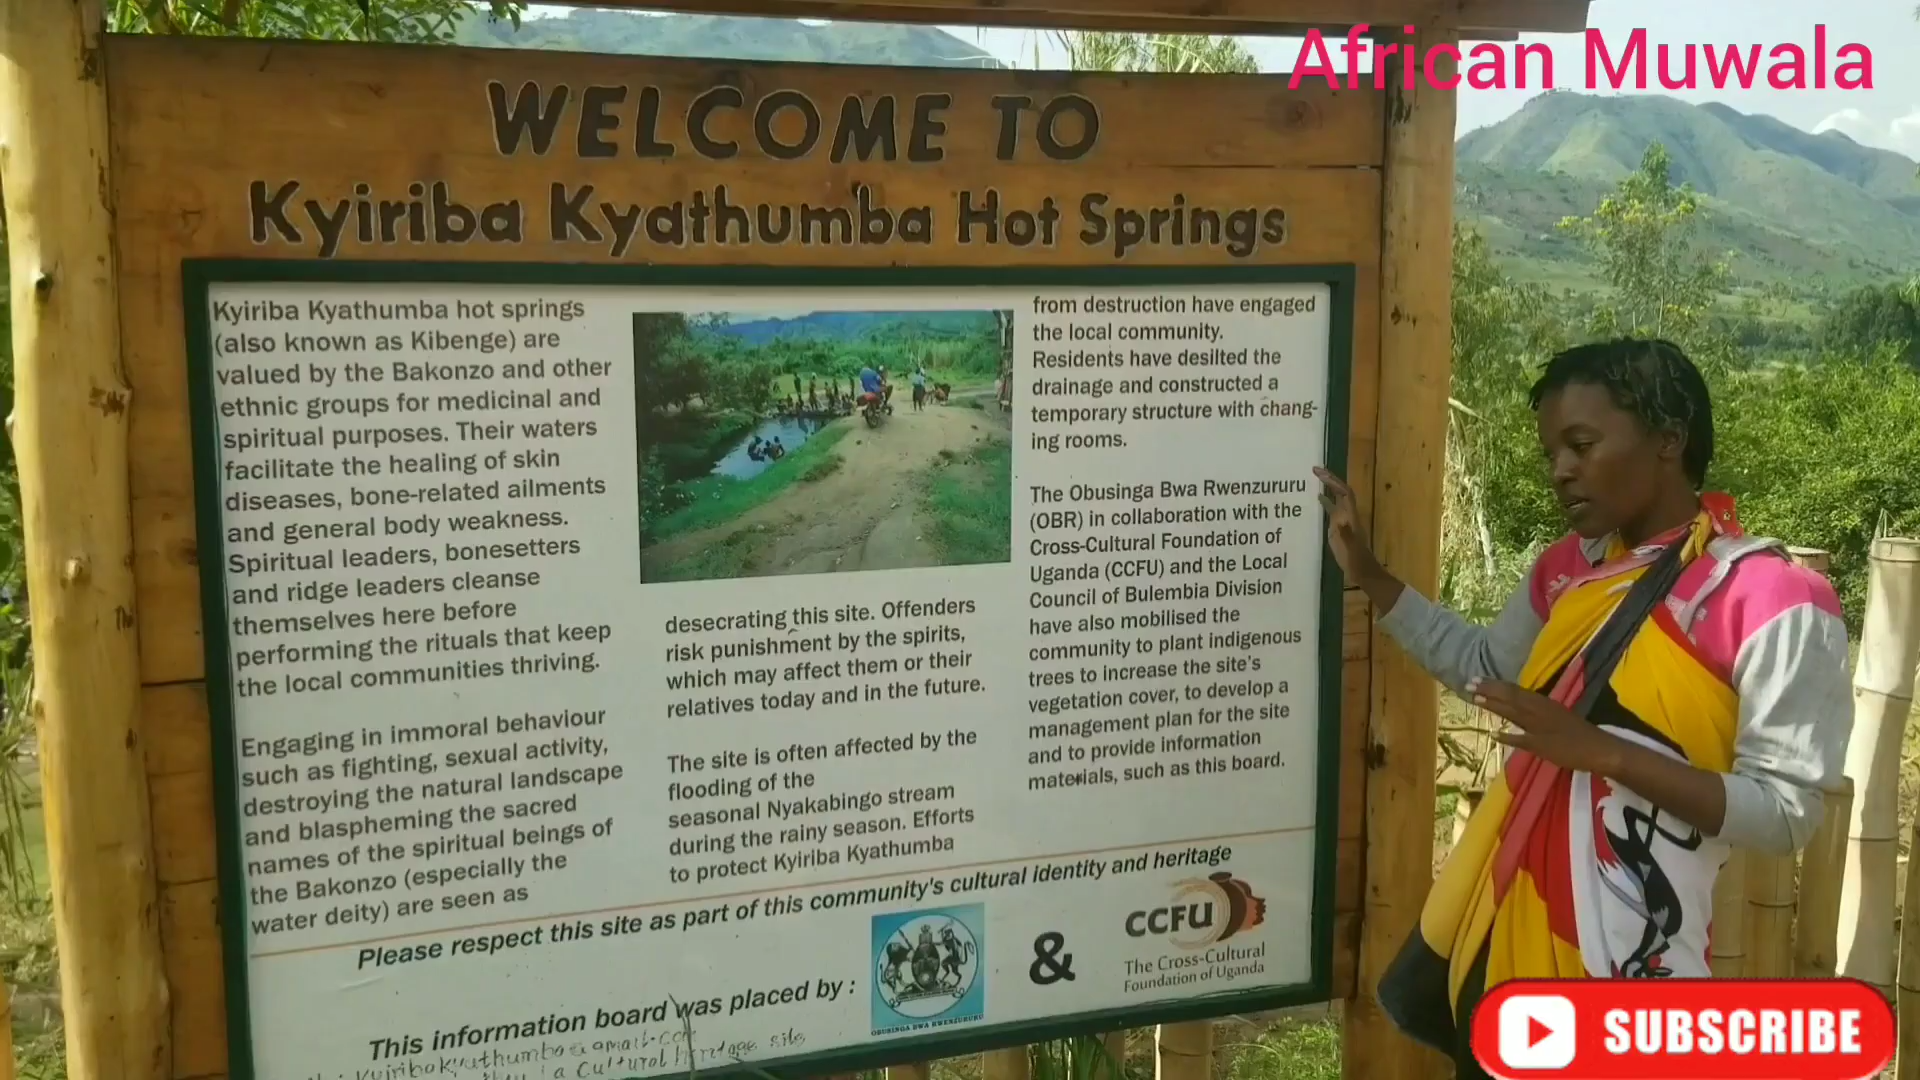 African Muwala
WELCOME TO
Kyiriba Kyathumba Hot Springs
Kyiriba Kyathumba hot springs
(also known as Kibenge) are
valued by the Bakonzo and other
ethnic groups for medicinal and
spiritual purposes. Their waters
facilitate the healing of skin
diseases, bone-related ailments
and general body weakness.
Spiritual leaders, bonesetters
and ridge leaders cleanse
themselves here before
performing the rituals that keep
the local communities thriving.
Engaging in immoral behaviour
such as fighting, sexual activity,
destroying the natural landscape
and blaspheming the sacred
names of the spiritual beings of
the Bakonzo (especially the
water deity) are seen as
desecrating this site. Offenders
risk punishment by the spirits,
which may affect them or their
relatives today and in the future.
The site is often affected by the
flooding of the
seasonal Nyakabingo stream
during the rainy season. Efforts
to protect Kyiriba Kyathumba
from destruction have engaged
the local community.
Residents have desilted the
drainage and constructed a
temporary structure with chang-
ing rooms.
The Obusinga Bwa Rwenzururu
(OBR) in collaboration with the
Cross-Cultural Foundation of
Uganda (CCFU) and the Local
Council of Bulembia Division
have also mobilised the
community to plant indigenous
trees to increase the site's
vegetation cover, to develop a
management plan for the site
and to provide information
materials, such as this board.
Please respect this site as part of this community's cultural identity and heritage
This information board was placed by :
OBUSINGA BWA RWENZURURU
&
CCFU
The Cross-Cultural
Foundation of Uganda
a Cultural heritage site
SUBSCRIBE